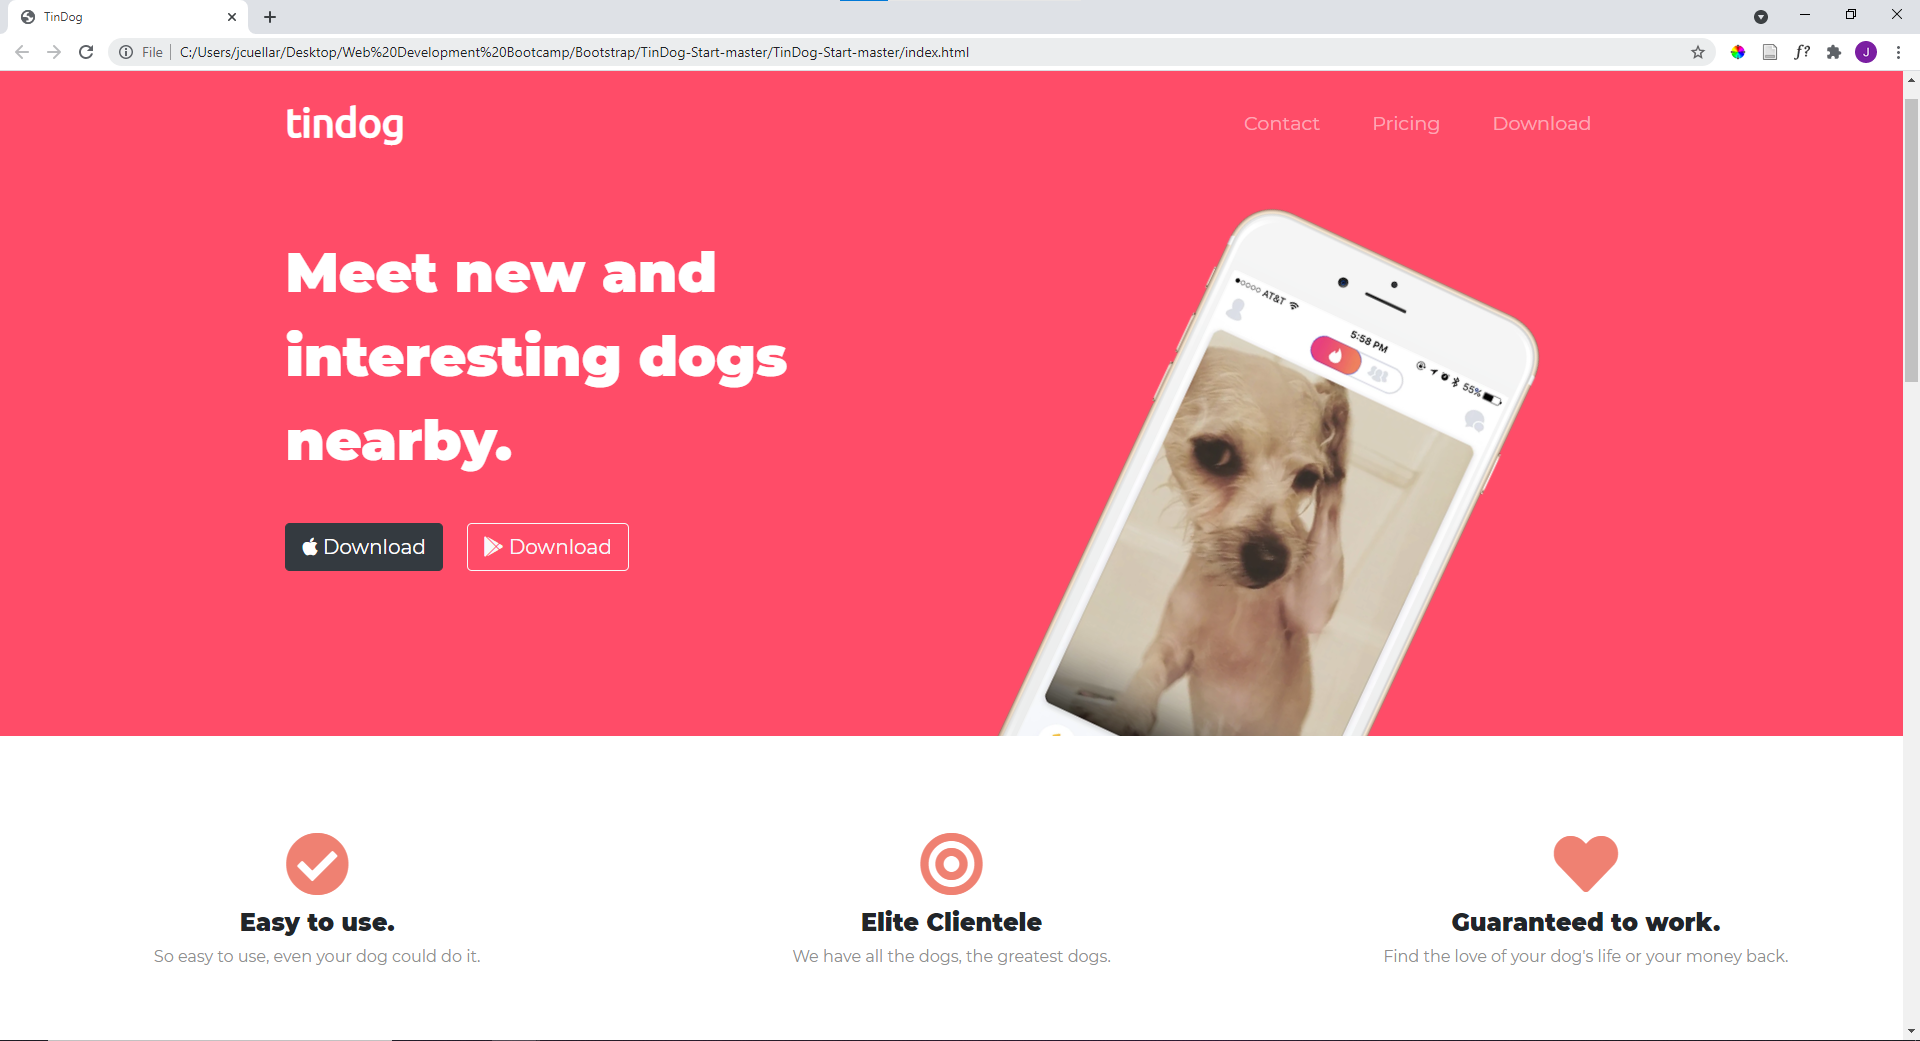 TinDog
File
C:/Users/jcuellar/Desktop/Web%20Development%20Bootcamp/Bootstrap/TinDog-Start-master/TinDog-Start-master/index.html
f?
J
tindog
Contact
Pricing
Download
Meet new and
interesting dogs
nearby.
Download
Download
AT&T
5:58 PM
55%
Easy to use.
So easy to use, even your dog could do it.
Elite Clientele
We have all the dogs, the greatest dogs.
Guaranteed to work.
Find the love of your dog's life or your money back.